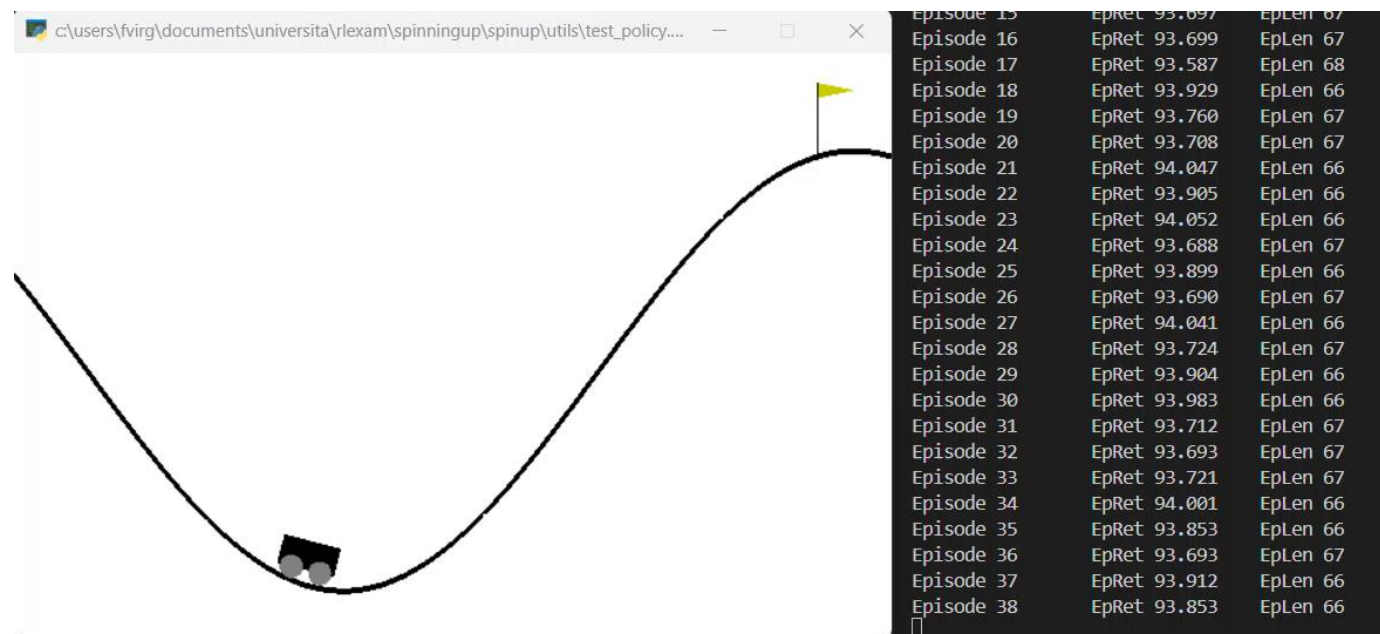 c:\users\fvirg\documents\universita\rlexam\spinningup\spinup\utils\test_policy....
Episode 15 EpRet 93.697 EpLen 67
Episode 16 EpRet 93.699 EpLen 67
Episode 17 EpRet 93.587 EpLen 68
Episode 18 EpRet 93.929 EpLen 66
Episode 19 EpRet 93.760 EpLen 67
Episode 20 EpRet 93.708 EpLen 67
Episode 21 EpRet 94.047 EpLen 66
Episode 22 EpRet 93.905 EpLen 66
Episode 23 EpRet 94.052 EpLen 66
Episode 24 EpRet 93.688 EpLen 67
Episode 25 EpRet 93.899 EpLen 66
Episode 26 EpRet 93.690 EpLen 67
Episode 27 EpRet 94.041 EpLen 66
Episode 28 EpRet 93.724 EpLen 67
Episode 29 EpRet 93.904 EpLen 66
Episode 30 EpRet 93.983 EpLen 66
Episode 31 EpRet 93.712 EpLen 67
Episode 32 EpRet 93.693 EpLen 67
Episode 33 EpRet 93.721 EpLen 67
Episode 34 EpRet 94.001 EpLen 66
Episode 35 EpRet 93.853 EpLen 66
Episode 36 EpRet 93.693 EpLen 67
Episode 37 EpRet 93.912 EpLen 66
Episode 38 EpRet 93.853 EpLen 66